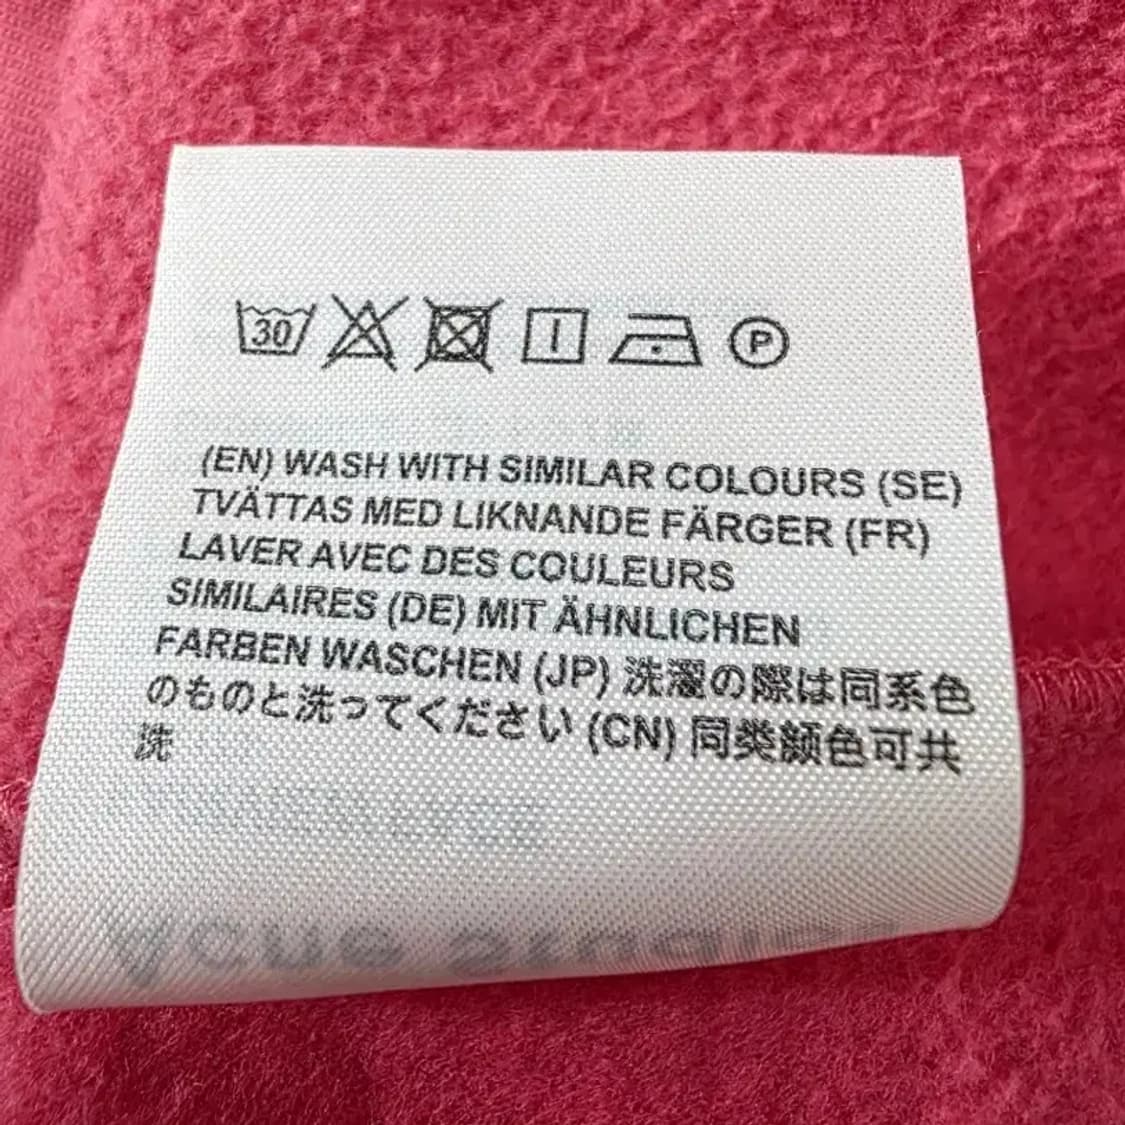 30 P
(EN) WASH WITH SIMILAR COLOURS (SE)
TVÄTTAS MED LIKNANDE FÄRGER (FR)
LAVER AVEC DES COULEURS
SIMILAIRES (DE) MIT ÄHNLICHEN
FARBEN WASCHEN (JP) 洗濯の際は同系色
のものと洗ってください (CN) 同类颜色可共
洗